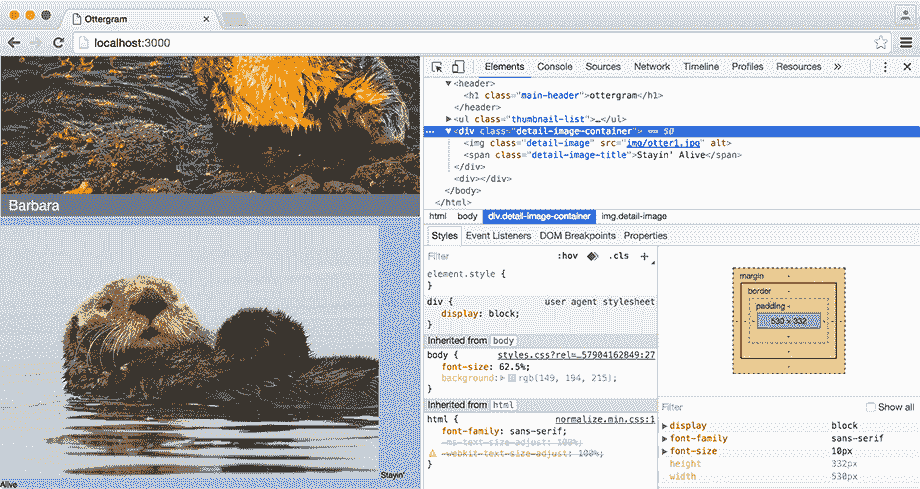 Ottergram
localhost:3000
Barbara
Stayin'
Alive
Elements Console Sources Network Timeline Profiles Resources »
▼<header>
<h1 class="main-header">ottergram</h1>
</header>
▶<ul class="thumbnail-list">…</ul>
… ▼<div class="detail-image-container"> == $0
<img class="detail-image" src="img/otter1.jpg" alt>
<span class="detail-image-title">Stayin' Alive</span>
</div>
<div></div>
</body>
</html>
html body div.detail-image-container img.detail-image
Styles Event Listeners DOM Breakpoints Properties
Filter :hov .cls +
element.style {
}
div { user agent stylesheet
display: block;
}
Inherited from body
body { styles.css?rel=…57904162849:27
font-size: 62.5%;
background:▶ rgb(149, 194, 215);
}
Inherited from html
html { normalize.min.css:1
font-family: sans-serif;
-ms-text-size-adjust: 100%;
-webkit-text-size-adjust: 100%;
}
margin -
border -
padding -
530 × 332
Filter Show all
▶ display block
▶ font-family sans-serif
▶ font-size 10px
height 332px
width 530px